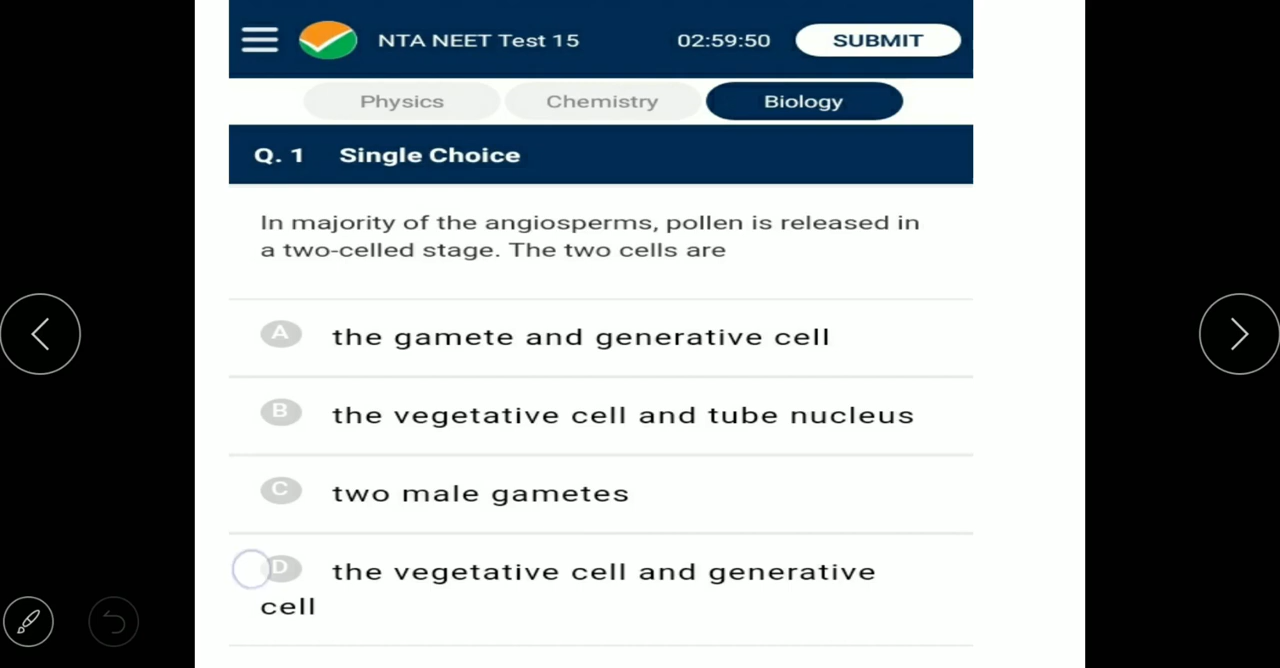 NTA NEET Test 15 02:59:50 SUBMIT
Physics Chemistry Biology
Q. 1 Single Choice
In majority of the angiosperms, pollen is released in
a two-celled stage. The two cells are
A the gamete and generative cell
B the vegetative cell and tube nucleus
C two male gametes
D the vegetative cell and generative
cell